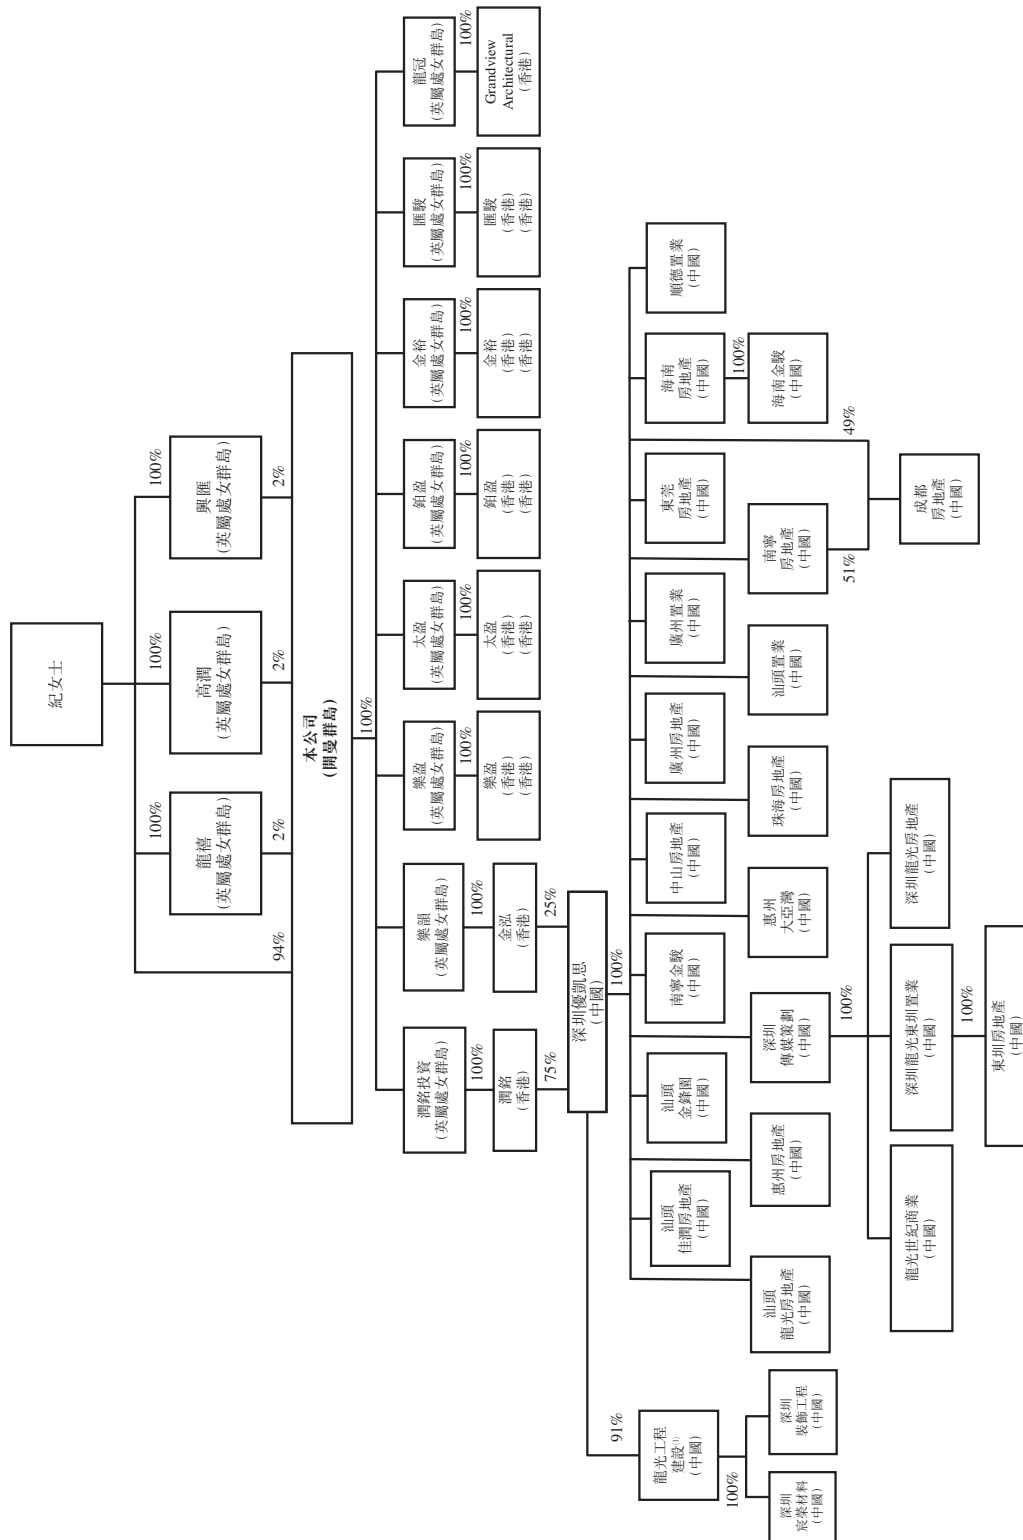 紀女士
100%
100%
100%
龍禧
(英屬處女群島)
高潤
(英屬處女群島)
興匯
(英屬處女群島)
94%
2%
2%
2%
本公司
(開曼群島)
100%
潤銘投資
(英屬處女群島)
樂韻
(英屬處女群島)
樂盈
(英屬處女群島)
太盈
(英屬處女群島)
鉑盈
(英屬處女群島)
金裕
(英屬處女群島)
匯駿
(英屬處女群島)
龍冠
(英屬處女群島)
100%
100%
100%
100%
100%
100%
100%
100%
潤銘
(香港)
金泓
(香港)
樂盈
(香港)
(香港)
太盈
(香港)
(香港)
鉑盈
(香港)
(香港)
金裕
(香港)
(香港)
匯駿
(香港)
(香港)
Grandview
Architectural
(香港)
75%
25%
深圳優凱思
(中國)
91%
100%
龍光工程
建設(1)
(中國)
汕頭
佳潤房地產
(中國)
汕頭
金鋒園
(中國)
南寧金駿
(中國)
中山房地產
(中國)
廣州房地產
(中國)
廣州置業
(中國)
東莞
房地產
(中國)
海南
房地產
(中國)
順德置業
(中國)
100%
100%
深圳
宸榮材料
(中國)
深圳
裝飾工程
(中國)
汕頭
龍光房地產
(中國)
惠州房地產
(中國)
深圳
傳媒策劃
(中國)
惠州
大亞灣
(中國)
珠海房地產
(中國)
汕頭置業
(中國)
南寧
房地產
(中國)
海南金駿
(中國)
100%
51%
49%
龍光世紀商業
(中國)
深圳龍光東圳置業
(中國)
深圳龍光房地產
(中國)
成都
房地產
(中國)
100%
東圳房地產
(中國)